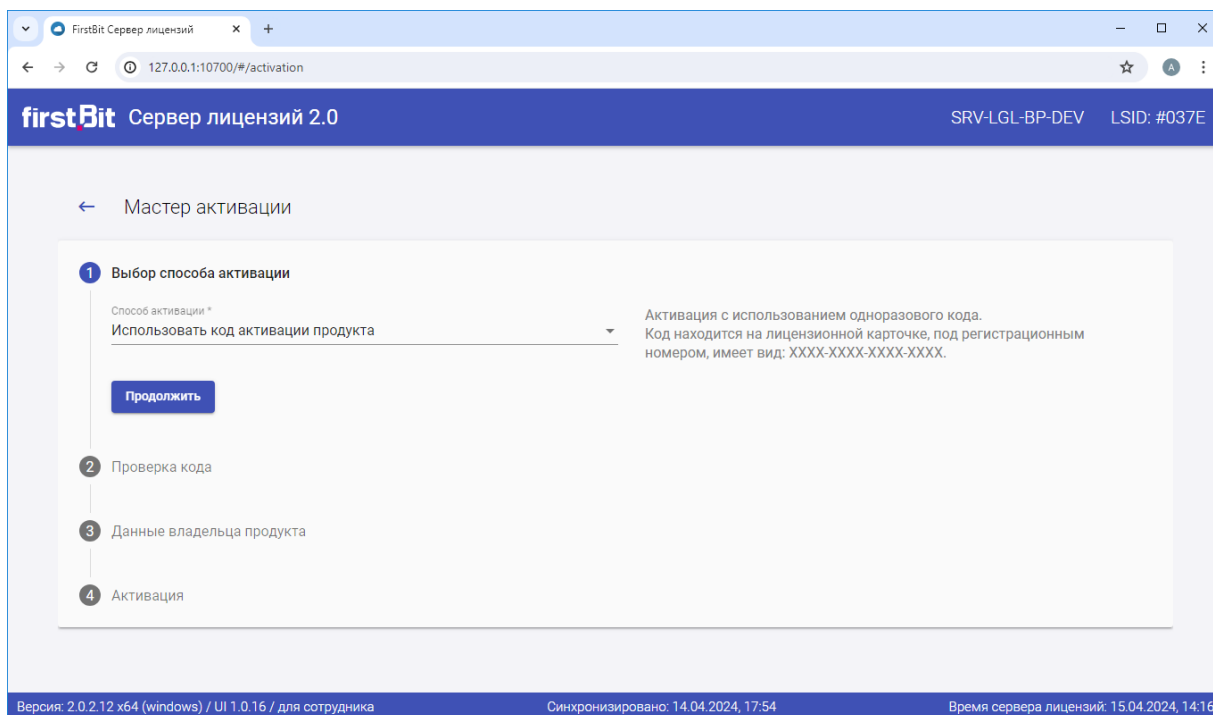 FirstBit Сервер лицензий
127.0.0.1:10700/#/activation
A
first.Bit Сервер лицензий 2.0 SRV-LGL-BP-DEV LSID: #037E
Мастер активации
1 Выбор способа активации
Способ активации *
Использовать код активации продукта
Активация с использованием одноразового кода.
Код находится на лицензионной карточке, под регистрационным
номером, имеет вид: XXXX-XXXX-XXXX-XXXX.
Продолжить
2 Проверка кода
3 Данные владельца продукта
4 Активация
Версия: 2.0.2.12 x64 (windows) / UI 1.0.16 / для сотрудника Синхронизировано: 14.04.2024, 17:54 Время сервера лицензий: 15.04.2024, 14:16